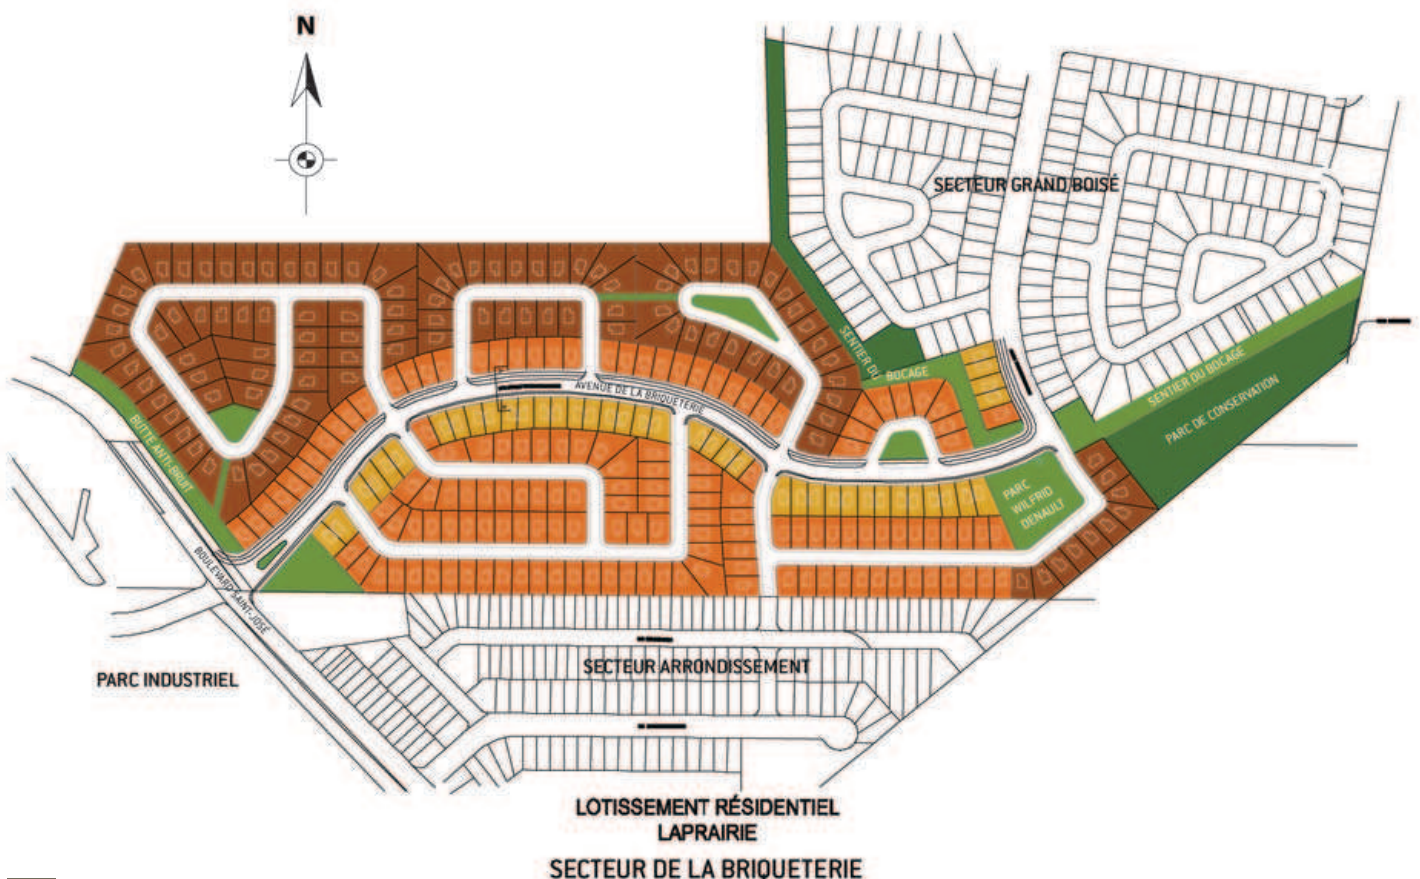 N
SECTEUR GRAND BOISÉ
SENTIER DU BOCAGE
SENTIER DU BOCAGE
PARC DE CONSERVATION
AVENUE DE LA BRIQUETERIE
BUTTE ANTI-BRUIT
PARC
WILFRID
DENAULT
BOULEVARD SAINT-JOSE
SECTEUR ARRONDISSEMENT
PARC INDUSTRIEL
LOTISSEMENT RÉSIDENTIEL
LAPRAIRIE
SECTEUR DE LA BRIQUETERIE